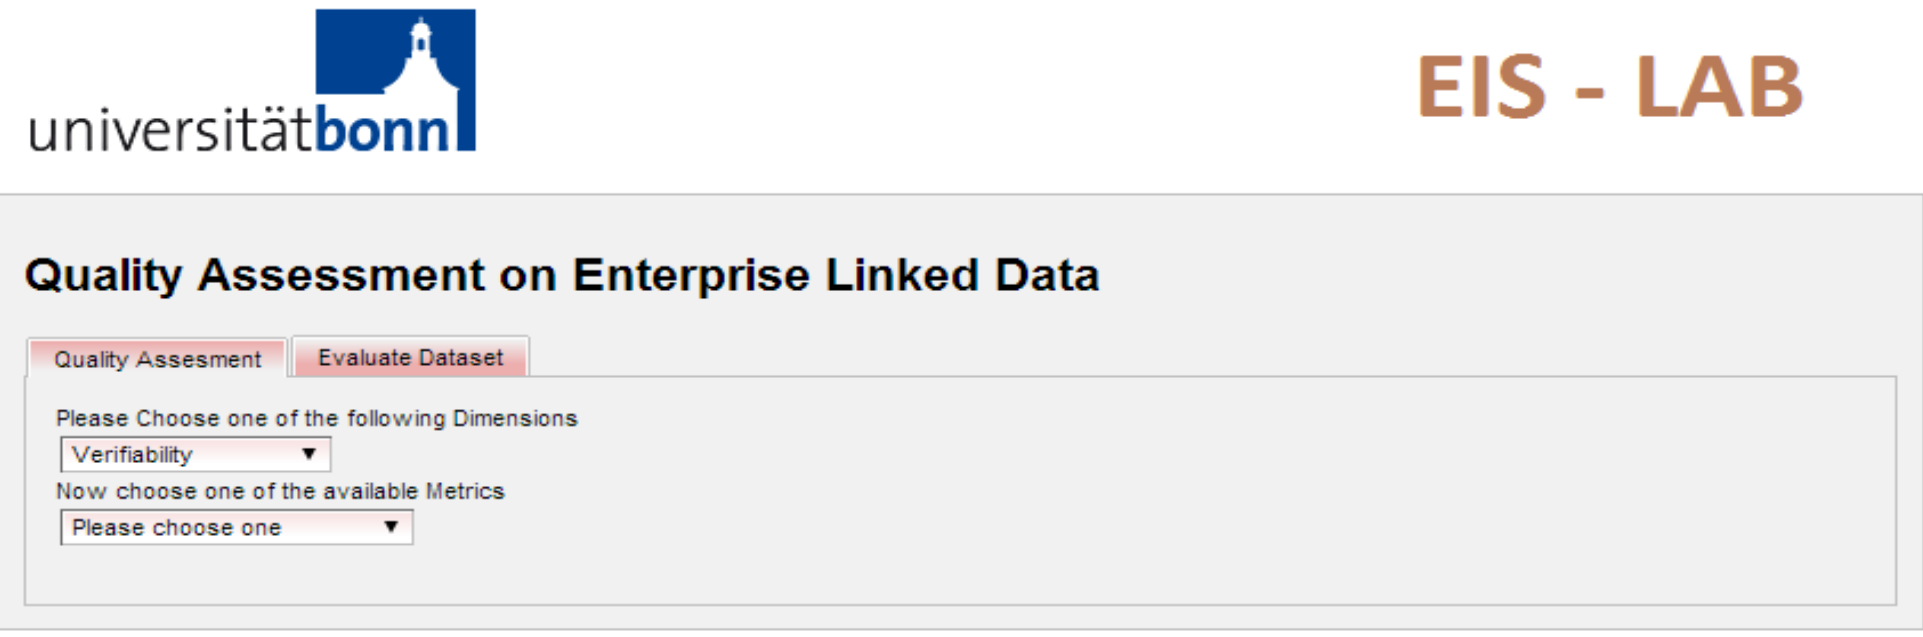 universitätbonn
EIS - LAB
Quality Assessment on Enterprise Linked Data
Quality Assesment
Evaluate Dataset
Please Choose one of the following Dimensions
Verifiability
Now choose one of the available Metrics
Please choose one